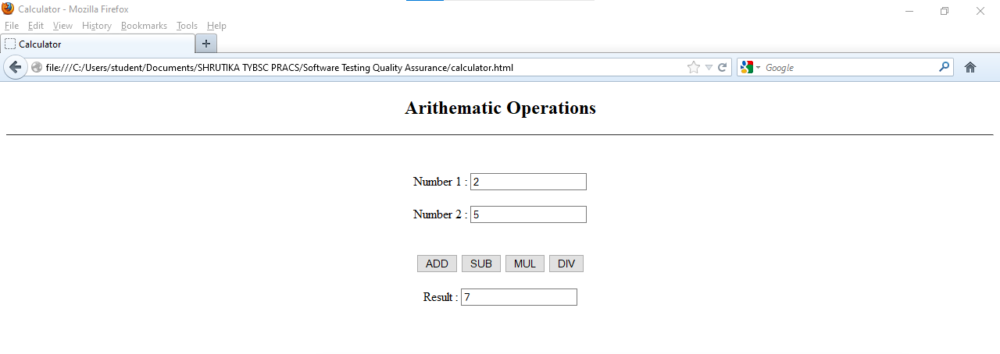 Calculator - Mozilla Firefox
File Edit View History Bookmarks Tools Help
Calculator +
file:///C:/Users/student/Documents/SHRUTIKA TYBSC PRACS/Software Testing Quality Assurance/calculator.html Google
Arithematic Operations
Number 1 : 2
Number 2 : 5
ADD SUB MUL DIV
Result : 7